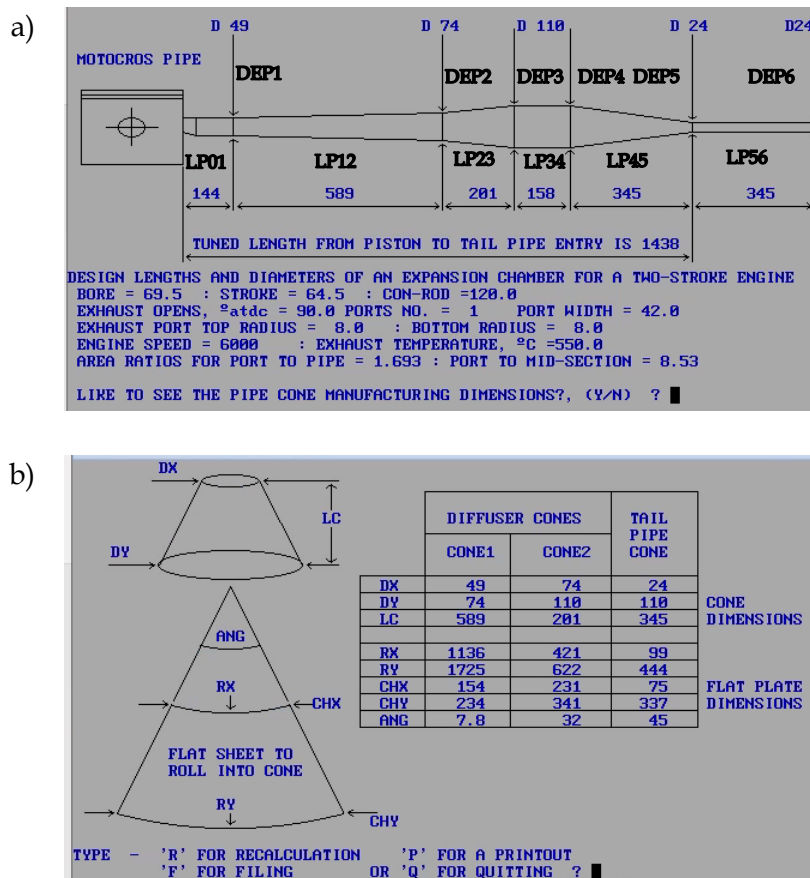 a)
D 49 D 74 D 110 D 24 D24
MOTOCROS PIPE
DEP1 DEP2 DEP3 DEP4 DEP5 DEP6
LP01 LP12 LP23 LP34 LP45 LP56
144 589 201 158 345 345
TUNED LENGTH FROM PISTON TO TAIL PIPE ENTRY IS 1438
DESIGN LENGTHS AND DIAMETERS OF AN EXPANSION CHAMBER FOR A TWO-STROKE ENGINE
BORE = 69.5 : STROKE = 64.5 : CON-ROD =120.0
EXHAUST OPENS, ºatdc = 90.0 PORTS NO. = 1 PORT WIDTH = 42.0
EXHAUST PORT TOP RADIUS = 8.0 : BOTTOM RADIUS = 8.0
ENGINE SPEED = 6000 : EXHAUST TEMPERATURE, ºC =550.0
AREA RATIOS FOR PORT TO PIPE = 1.693 : PORT TO MID-SECTION = 8.53
LIKE TO SEE THE PIPE CONE MANUFACTURING DIMENSIONS?, (Y/N) ?
b)
DX
LC
DY
ANG
RX
CHX
FLAT SHEET TO
ROLL INTO CONE
RY
CHY
DIFFUSER CONES TAIL
PIPE
CONE1 CONE2 CONE
DX 49 74 24
DY 74 110 110 CONE
LC 589 201 345 DIMENSIONS
RX 1136 421 99
RY 1725 622 444
CHX 154 231 75 FLAT PLATE
CHY 234 341 337 DIMENSIONS
ANG 7.8 32 45
TYPE - 'R' FOR RECALCULATION 'P' FOR A PRINTOUT
'F' FOR FILING OR 'Q' FOR QUITTING ?